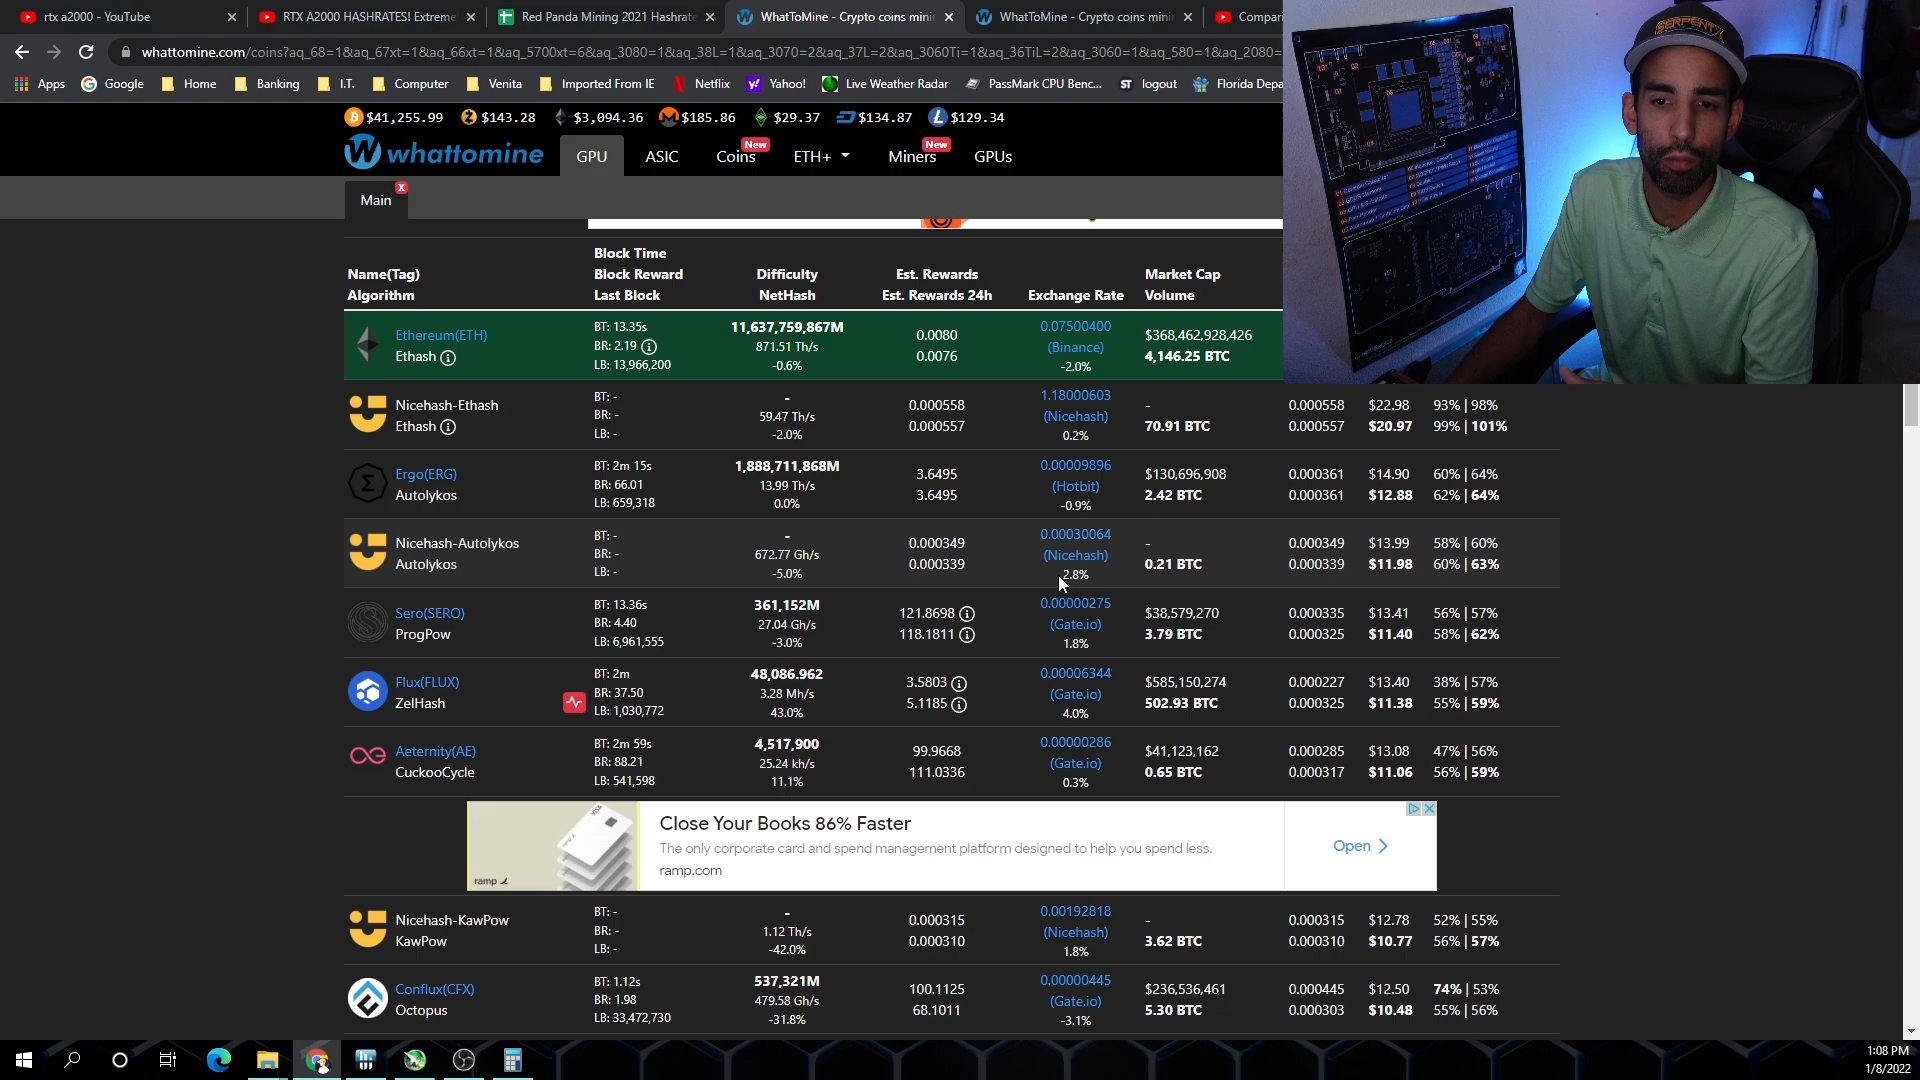 rtx a2000 - YouTube
RTX A2000 HASHRATES! Extreme
Red Panda Mining 2021 Hashrate
WhatToMine - Crypto coins mini
WhatToMine - Crypto coins mini
Compari
whattomine.com/coins?aq_68=1&aq_67xt=1&aq_66xt=1&aq_5700xt=6&aq_3080=1&aq_38L=1&aq_3070=2&aq_37L=2&aq_3060Ti=1&aq_36TiL=2&aq_3060=1&aq_580=1&aq_2080=
Apps Google Home Banking I.T. Computer Venita Imported From IE Netflix Yahoo! Live Weather Radar PassMark CPU Benc... logout Florida Depa
$41,255.99 $143.28 $3,094.36 $185.86 $29.37 $134.87 $129.34
whattomine GPU ASIC Coins New ETH+ Miners New GPUs
Main x
Name(Tag)
Algorithm
Block Time
Block Reward
Last Block
Difficulty
NetHash
Est. Rewards
Est. Rewards 24h
Exchange Rate
Market Cap
Volume
Ethereum(ETH)
Ethash
BT: 13.35s
BR: 2.19
LB: 13,966,200
11,637,759,867M
871.51 Th/s
-0.6%
0.0080
0.0076
0.07500400
(Binance)
-2.0%
$368,462,928,426
4,146.25 BTC
Nicehash-Ethash
Ethash
BT: -
BR: -
LB: -
-
59.47 Th/s
-2.0%
0.000558
0.000557
1.18000603
(Nicehash)
0.2%
-
70.91 BTC
0.000558
0.000557
$22.98
$20.97
93% | 98%
99% | 101%
Ergo(ERG)
Autolykos
BT: 2m 15s
BR: 66.01
LB: 659,318
1,888,711,868M
13.99 Th/s
0.0%
3.6495
3.6495
0.00009896
(Hotbit)
-0.9%
$130,696,908
2.42 BTC
0.000361
0.000361
$14.90
$12.88
60% | 64%
62% | 64%
Nicehash-Autolykos
Autolykos
BT: -
BR: -
LB: -
-
672.77 Gh/s
-5.0%
0.000349
0.000339
0.00030064
(Nicehash)
2.8%
-
0.21 BTC
0.000349
0.000339
$13.99
$11.98
58% | 60%
60% | 63%
Sero(SERO)
ProgPow
BT: 13.36s
BR: 4.40
LB: 6,961,555
361,152M
27.04 Gh/s
-3.0%
121.8698
118.1811
0.00000275
(Gate.io)
1.8%
$38,579,270
3.79 BTC
0.000335
0.000325
$13.41
$11.40
56% | 57%
58% | 62%
Flux(FLUX)
ZelHash
BT: 2m
BR: 37.50
LB: 1,030,772
48,086.962
3.28 Mh/s
43.0%
3.5803
5.1185
0.00006344
(Gate.io)
4.0%
$585,150,274
502.93 BTC
0.000227
0.000325
$13.40
$11.38
38% | 57%
55% | 59%
Aeternity(AE)
CuckooCycle
BT: 2m 59s
BR: 88.21
LB: 541,598
4,517,900
25.24 kh/s
11.1%
99.9668
111.0336
0.00000286
(Gate.io)
0.3%
$41,123,162
0.65 BTC
0.000285
0.000317
$13.08
$11.06
47% | 56%
56% | 59%
VISA
ramp
Close Your Books 86% Faster
The only corporate card and spend management platform designed to help you spend less.
ramp.com
Open
Nicehash-KawPow
KawPow
BT: -
BR: -
LB: -
-
1.12 Th/s
-42.0%
0.000315
0.000310
0.00192818
(Nicehash)
1.8%
-
3.62 BTC
0.000315
0.000310
$12.78
$10.77
52% | 55%
56% | 57%
Conflux(CFX)
Octopus
BT: 1.12s
BR: 1.98
LB: 33,472,730
537,321M
479.58 Gh/s
-31.8%
100.1125
68.1011
0.00000445
(Gate.io)
-3.1%
$236,536,461
5.30 BTC
0.000445
0.000303
$12.50
$10.48
74% | 53%
55% | 56%
1:08 PM
1/8/2022